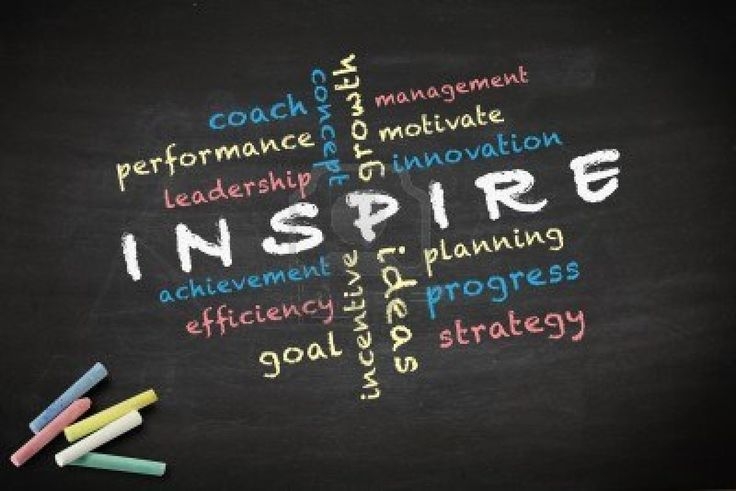 coach
concept
growth
management
performance
motivate
leadership
innovation
INSPIRE
achievement
incentive
ideas
planning
efficiency
progress
goal
strategy